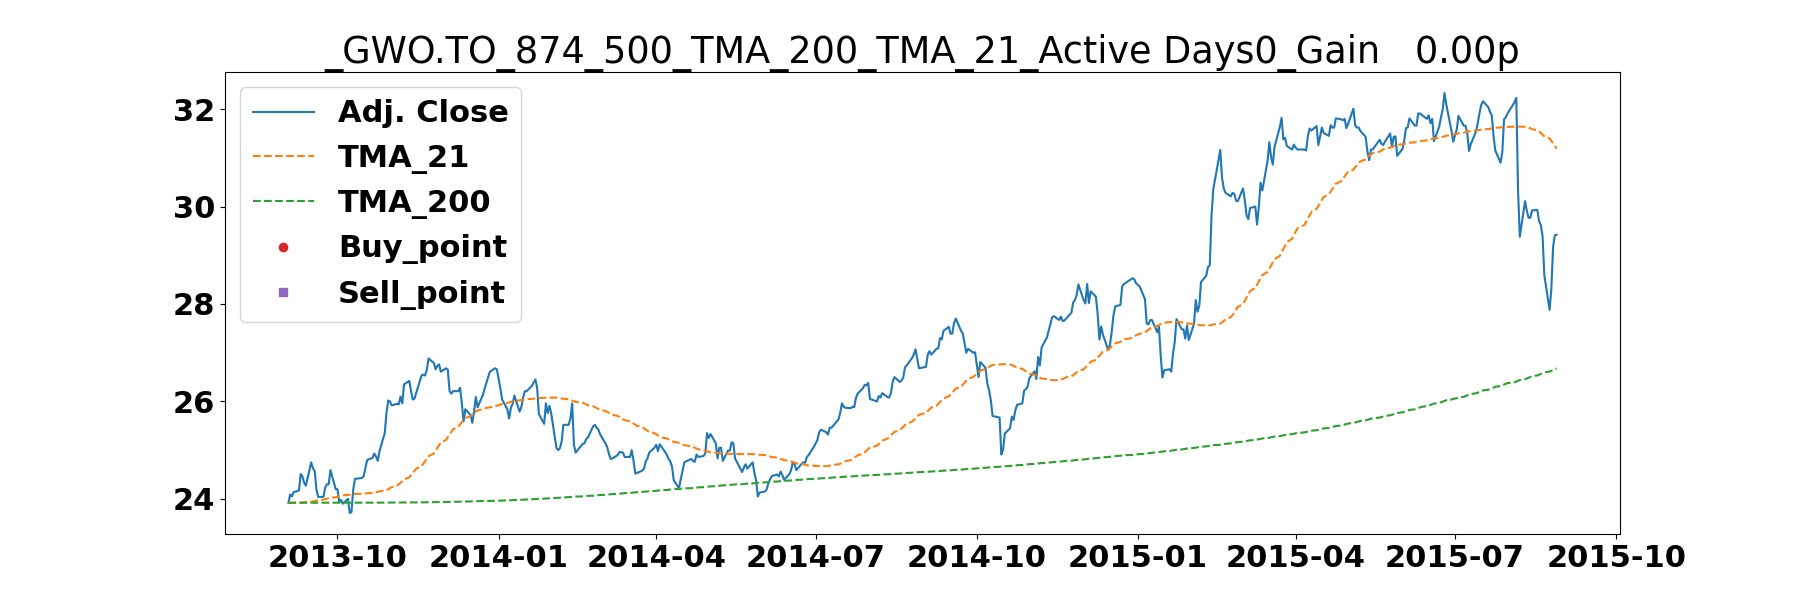 _GWO.TO_874_500_TMA_200_TMA_21_Active Days0_Gain   0.00p
32
30
28
26
24
Adj. Close
TMA_21
TMA_200
Buy_point
Sell_point
2013-10 2014-01 2014-04 2014-07 2014-10 2015-01 2015-04 2015-07 2015-10